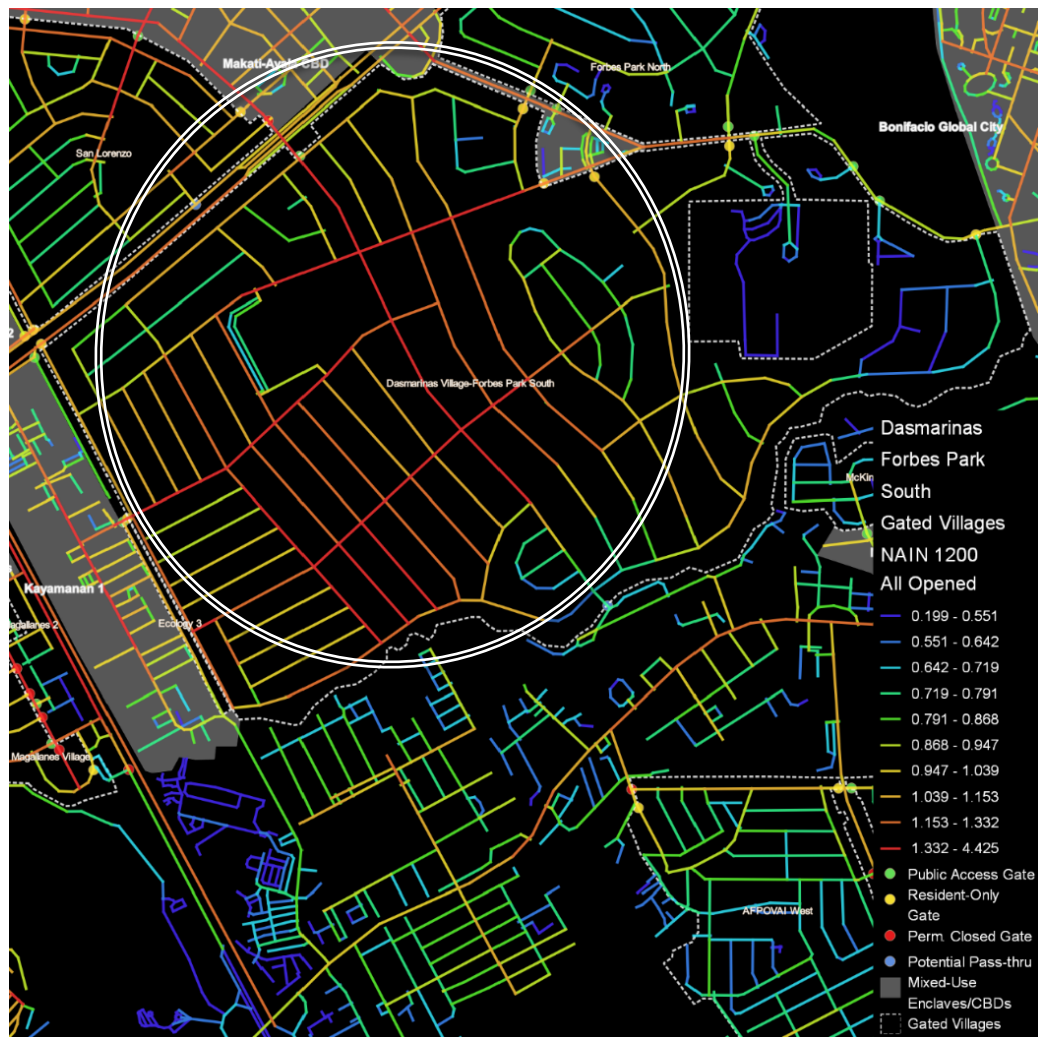 Makati-Ayala CBD
Forbes Park North
Bonifacio Global City
San Lorenzo
2
Dasmarinas Village-Forbes Park South
Kayamanan 1
Ecology 3
Magallanes 2
Magallanes Village
AFPOVAI West
Dasmarinas
Forbes Park
South
Gated Villages
NAIN 1200
All Opened
0.199 - 0.551
0.551 - 0.642
0.642 - 0.719
0.719 - 0.791
0.791 - 0.868
0.868 - 0.947
0.947 - 1.039
1.039 - 1.153
1.153 - 1.332
1.332 - 4.425
Public Access Gate
Resident-Only
Gate
Perm. Closed Gate
Potential Pass-thru
Mixed-Use
Enclaves/CBDs
Gated Villages